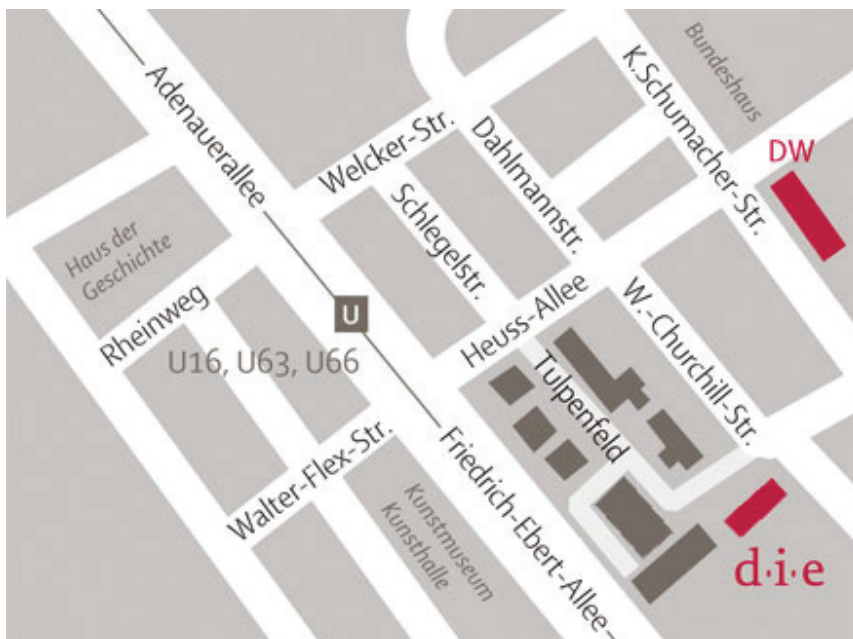 Adenauerallee
Welcker-Str.
K.Schumacher-Str.
Bundeshaus
DW
Dahlmannstr.
Schlegelstr.
Haus der
Geschichte
Rheinweg
U
U16, U63, U66
Heuss-Allee
W.-Churchill-Str.
Tulpenfeld
Walter-Flex-Str.
Friedrich-Ebert-Allee-
Kunstmuseum
Kunsthalle
d·i·e